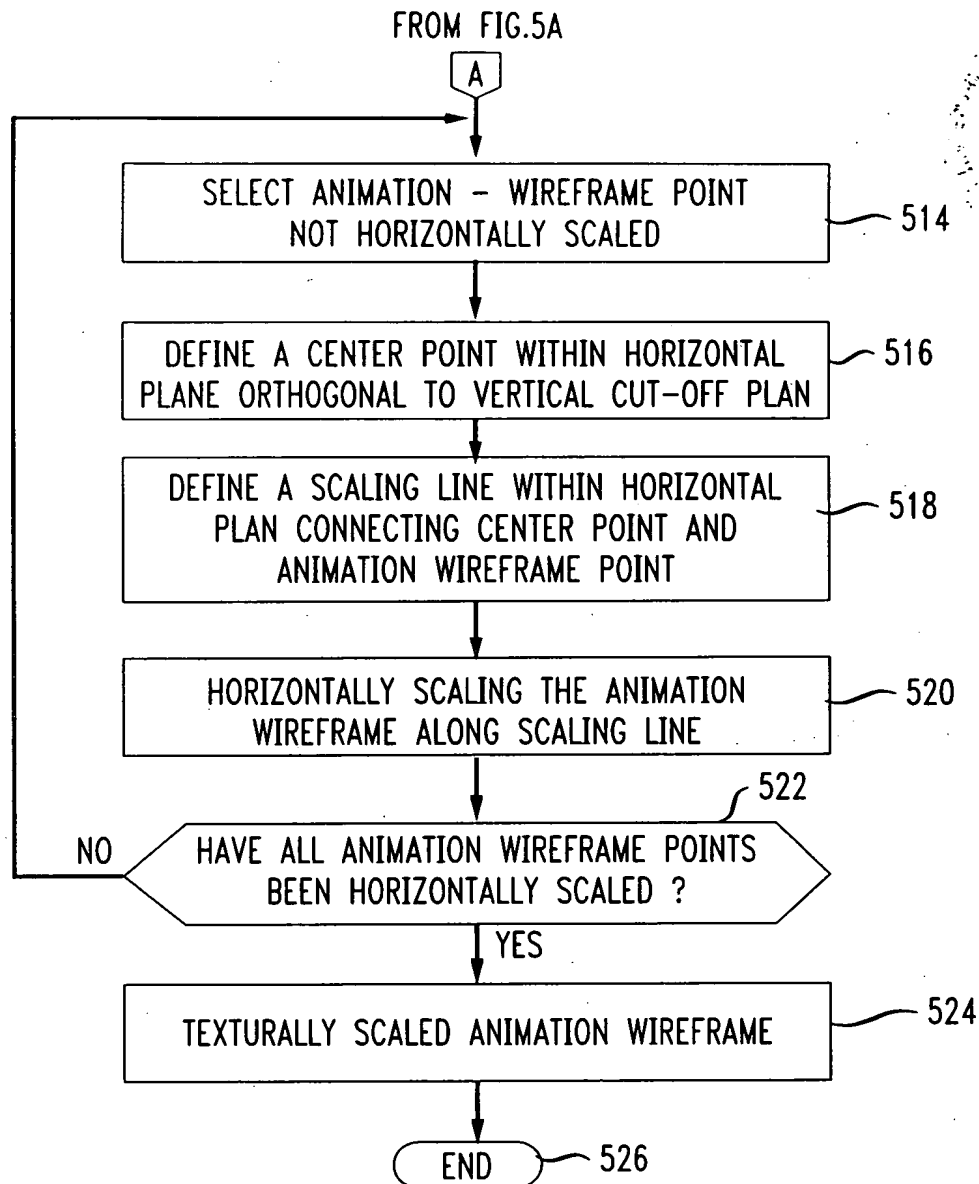 FROM FIG.5A
A
SELECT ANIMATION - WIREFRAME POINT
NOT HORIZONTALLY SCALED
514
DEFINE A CENTER POINT WITHIN HORIZONTAL
PLANE ORTHOGONAL TO VERTICAL CUT-OFF PLAN
516
DEFINE A SCALING LINE WITHIN HORIZONTAL
PLAN CONNECTING CENTER POINT AND
ANIMATION WIREFRAME POINT
518
HORIZONTALLY SCALING THE ANIMATION
WIREFRAME ALONG SCALING LINE
520
522
NO
HAVE ALL ANIMATION WIREFRAME POINTS
BEEN HORIZONTALLY SCALED ?
YES
TEXTURALLY SCALED ANIMATION WIREFRAME
524
END
526